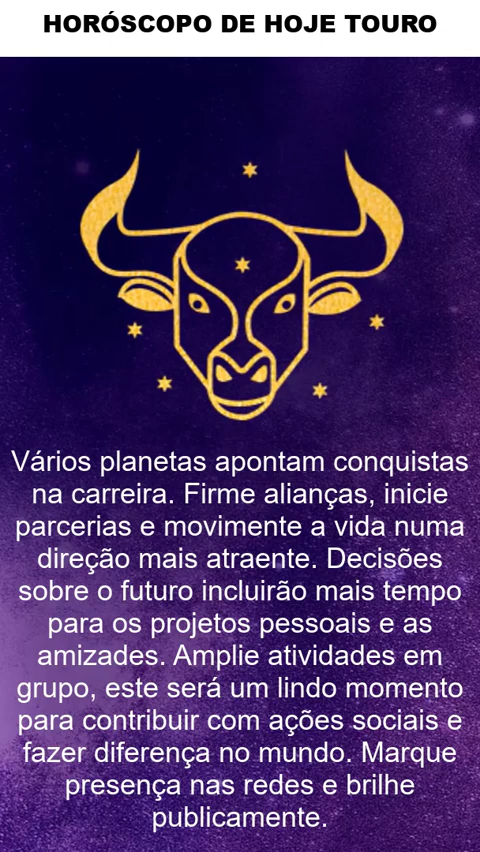 HORÓSCOPO DE HOJE TOURO
Vários planetas apontam conquistas
na carreira. Firme alianças, inicie
parcerias e movimente a vida numa
direção mais atraente. Decisões
sobre o futuro incluirão mais tempo
para os projetos pessoais e as
amizades. Amplie atividades em
grupo, este será um lindo momento
para contribuir com ações sociais e
fazer diferença no mundo. Marque
presença nas redes e brilhe
publicamente.